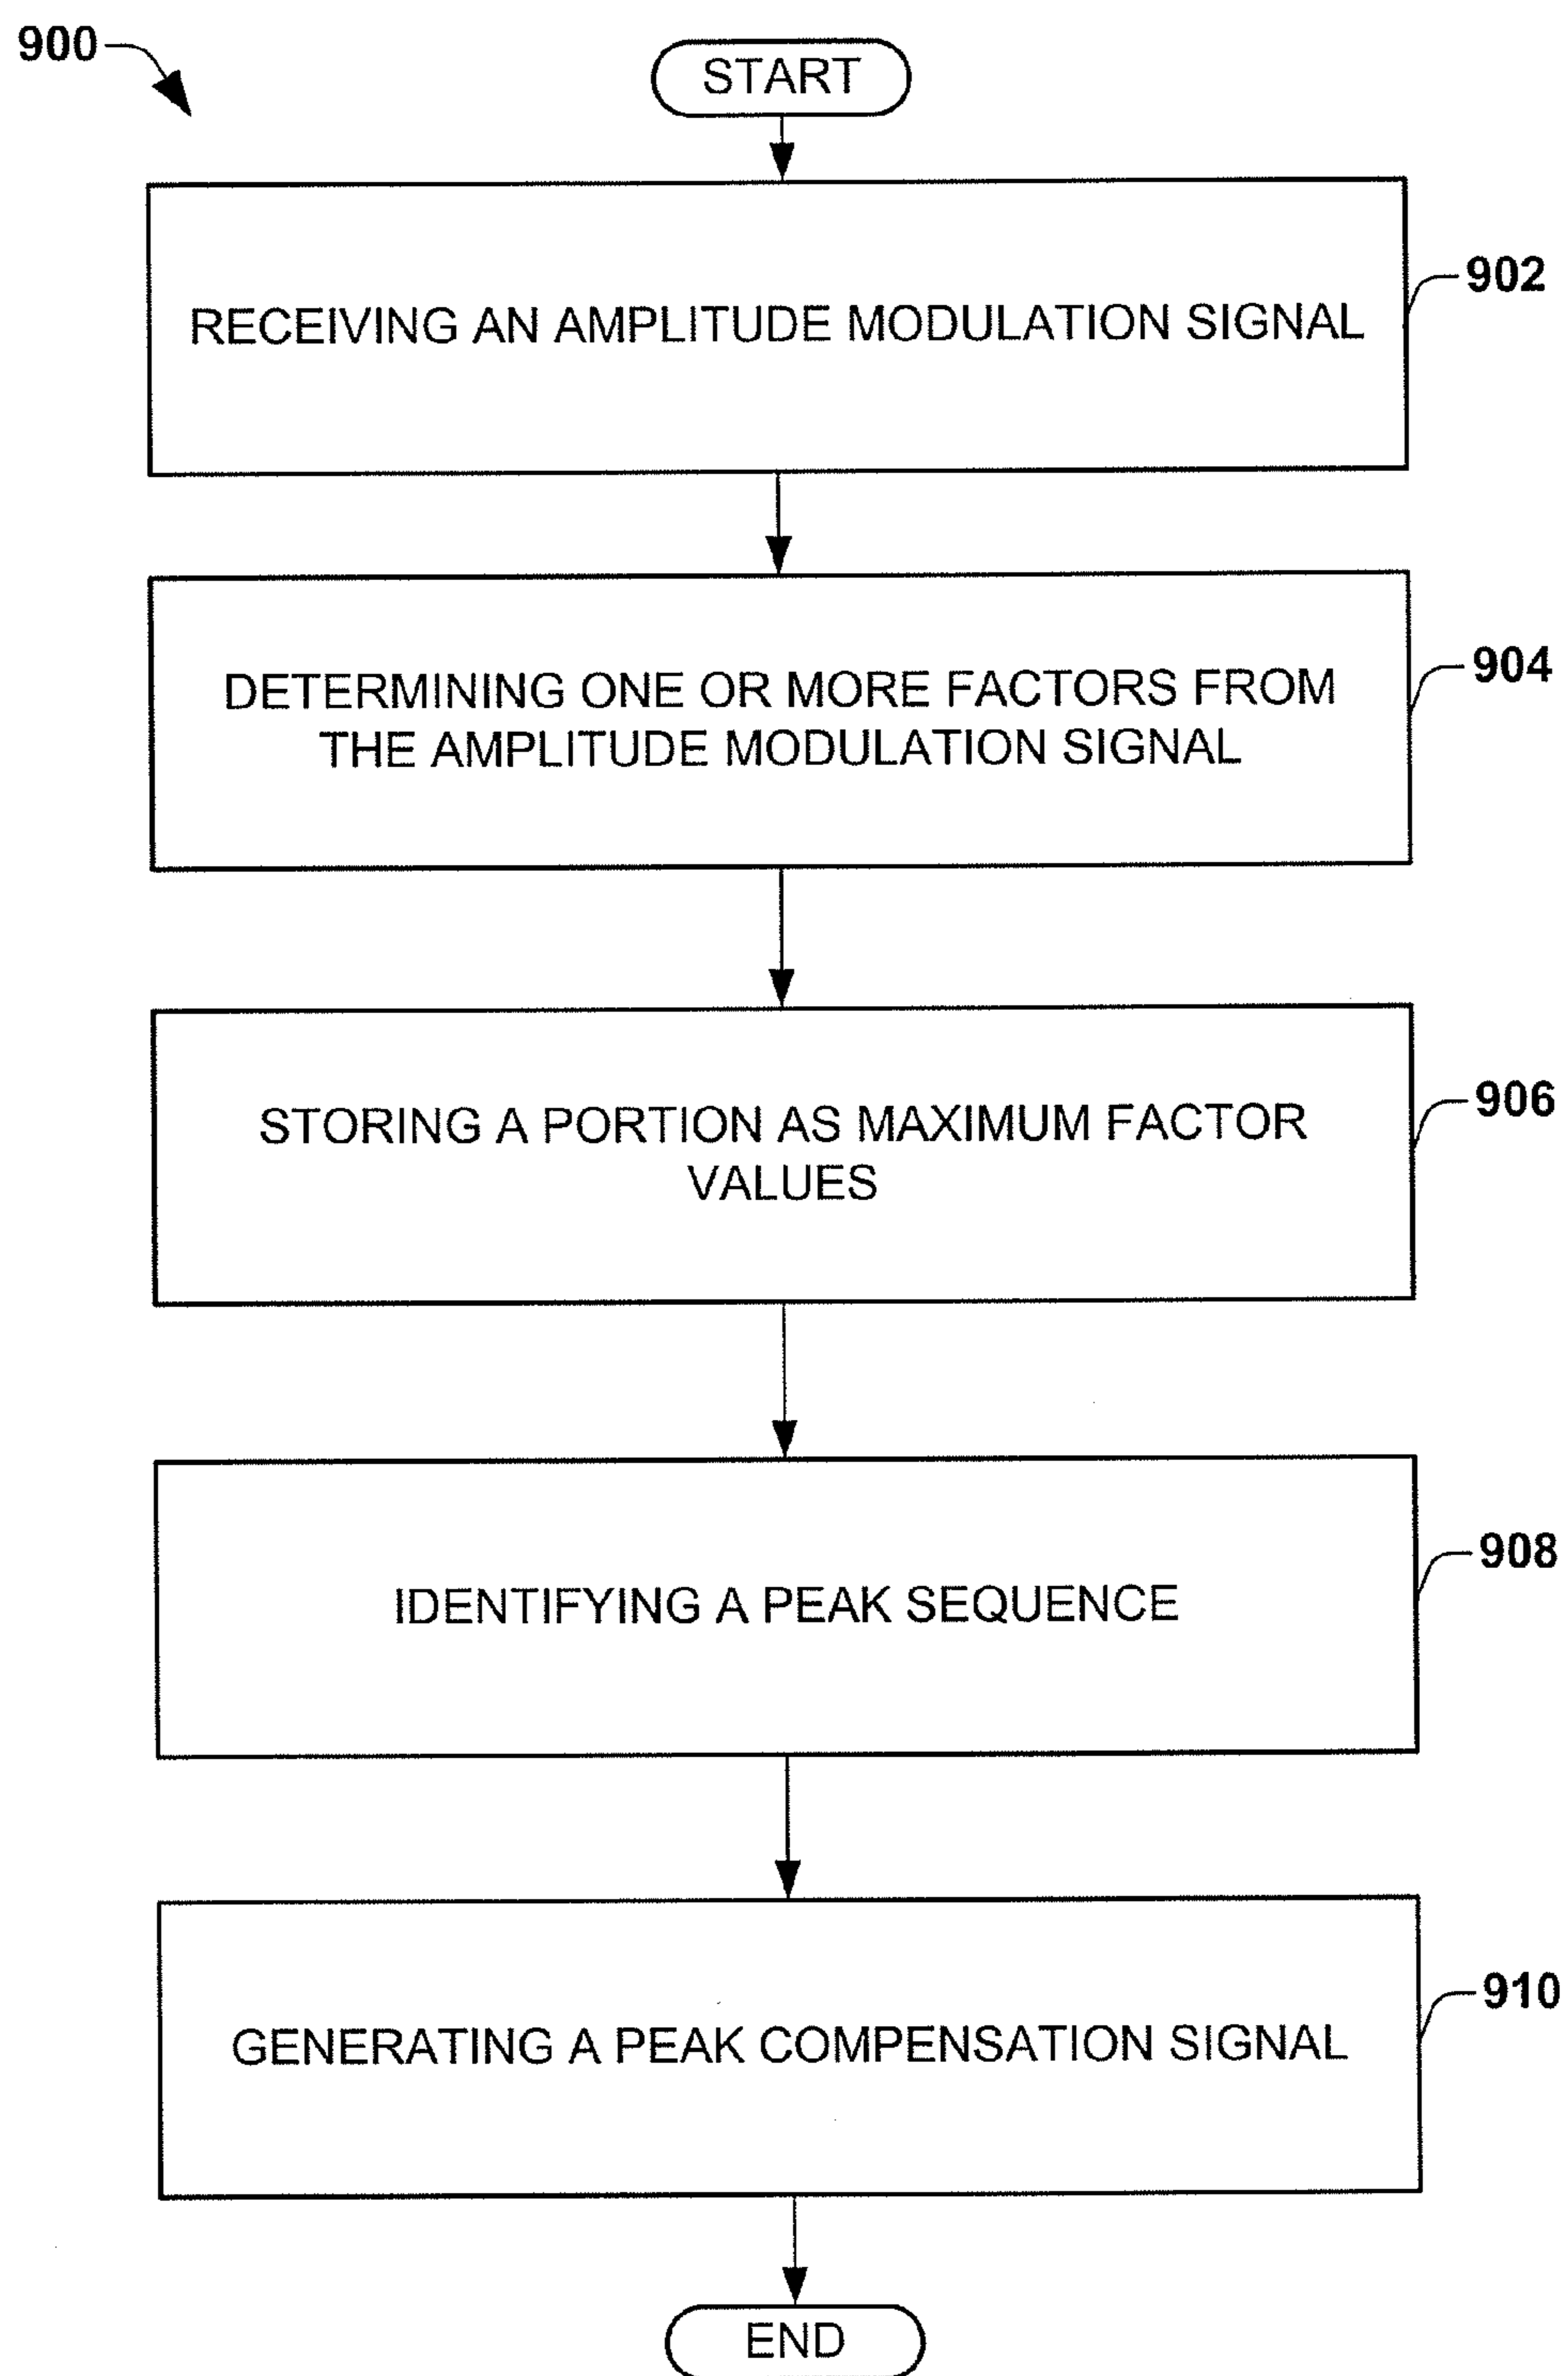 900
START
RECEIVING AN AMPLITUDE MODULATION SIGNAL
902
DETERMINING ONE OR MORE FACTORS FROM
THE AMPLITUDE MODULATION SIGNAL
904
STORING A PORTION AS MAXIMUM FACTOR
VALUES
906
IDENTIFYING A PEAK SEQUENCE
908
GENERATING A PEAK COMPENSATION SIGNAL
910
END